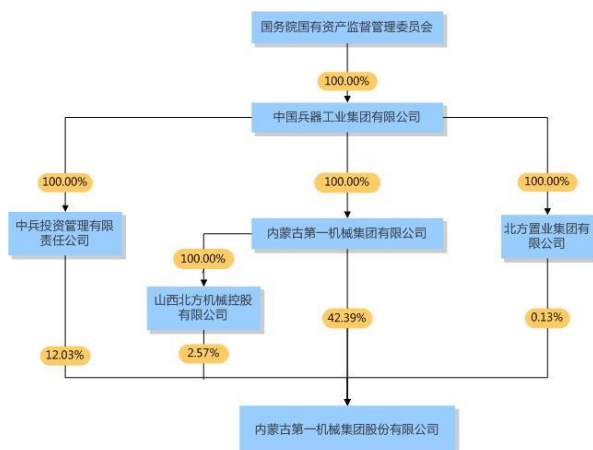 国务院国有资产监督管理委员会
100.00%
中国兵器工业集团有限公司
100.00%
100.00%
100.00%
中兵投资管理有限
责任公司
内蒙古第一机械集团有限公司
北方置业集团有
限公司
100.00%
山西北方机械控股
有限公司
42.39%
0.13%
12.03%
2.57%
内蒙古第一机械集团股份有限公司